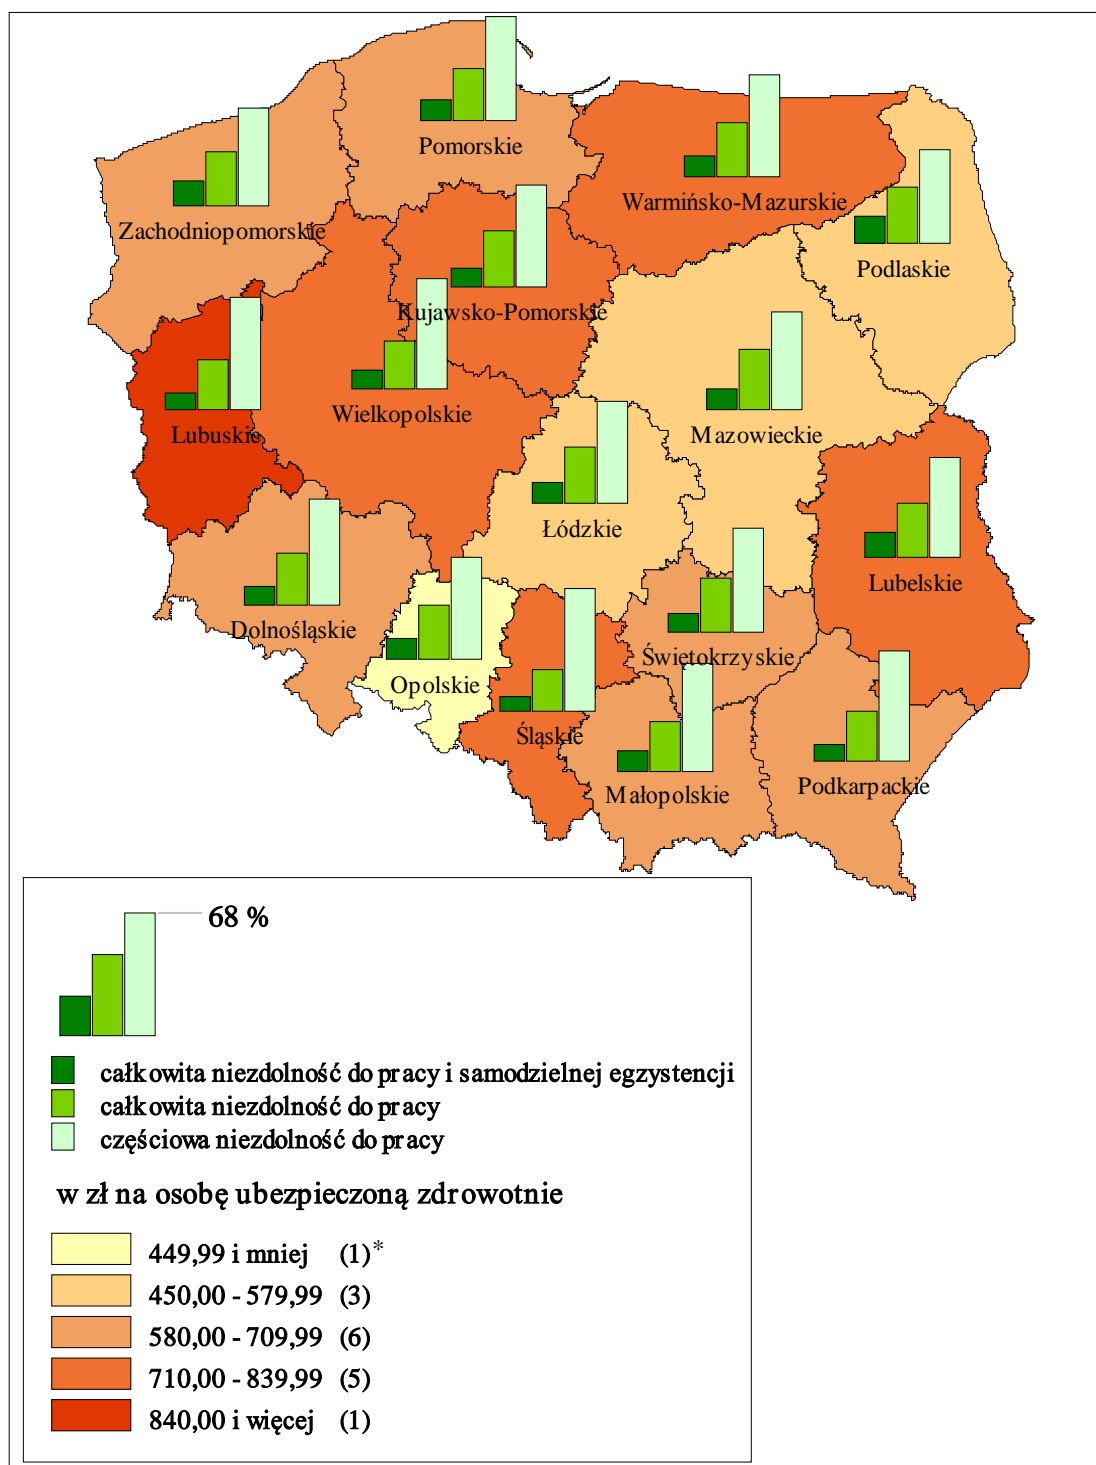 Pomorskie
Warmińsko-Mazurskie
Zachodniopomorskie
Podlaskie
Kujawsko-Pomorskie
Wielkopolskie
Lubuskie
Mazowieckie
Łódzkie
Lubelskie
Dolnośląskie
Świętokrzyskie
Opolskie
Śląskie
Podkarpackie
Małopolskie
68 %
całkowita niezdolność do pracy i samodzielnej egzystencji
całkowita niezdolność do pracy
częściowa niezdolność do pracy
w zł na osobę ubezpieczoną zdrowotnie
449,99 i mniej (1)*
450,00 - 579,99 (3)
580,00 - 709,99 (6)
710,00 - 839,99 (5)
840,00 i więcej (1)